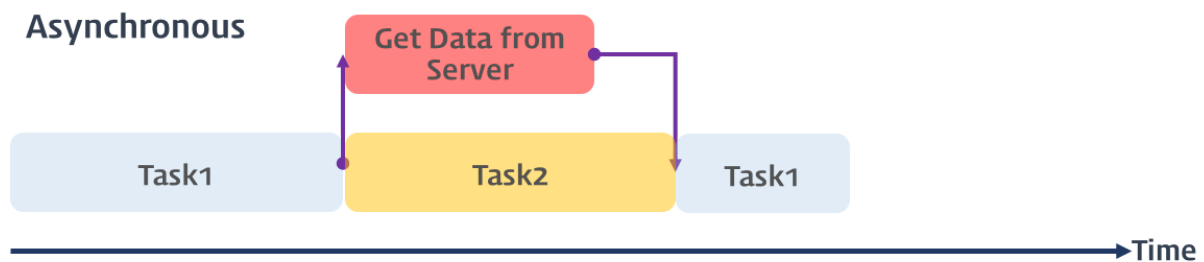 Asynchronous
Get Data from
Server
Task1
Task2
Task1
Time